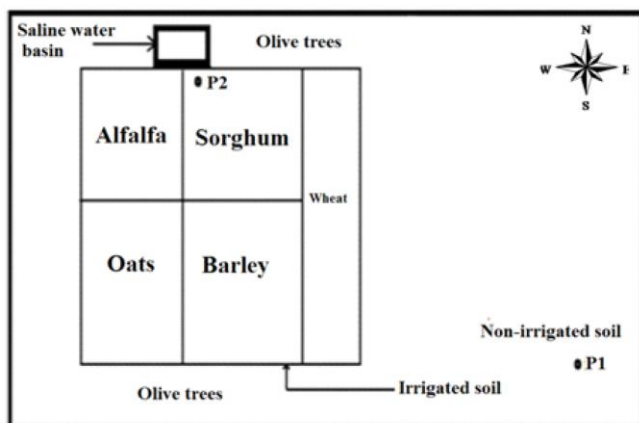 Saline water
basin
Olive trees
N
W
E
S
P2
Alfalfa
Sorghum
Wheat
Oats
Barley
Non-irrigated soil
P1
Olive trees
Irrigated soil